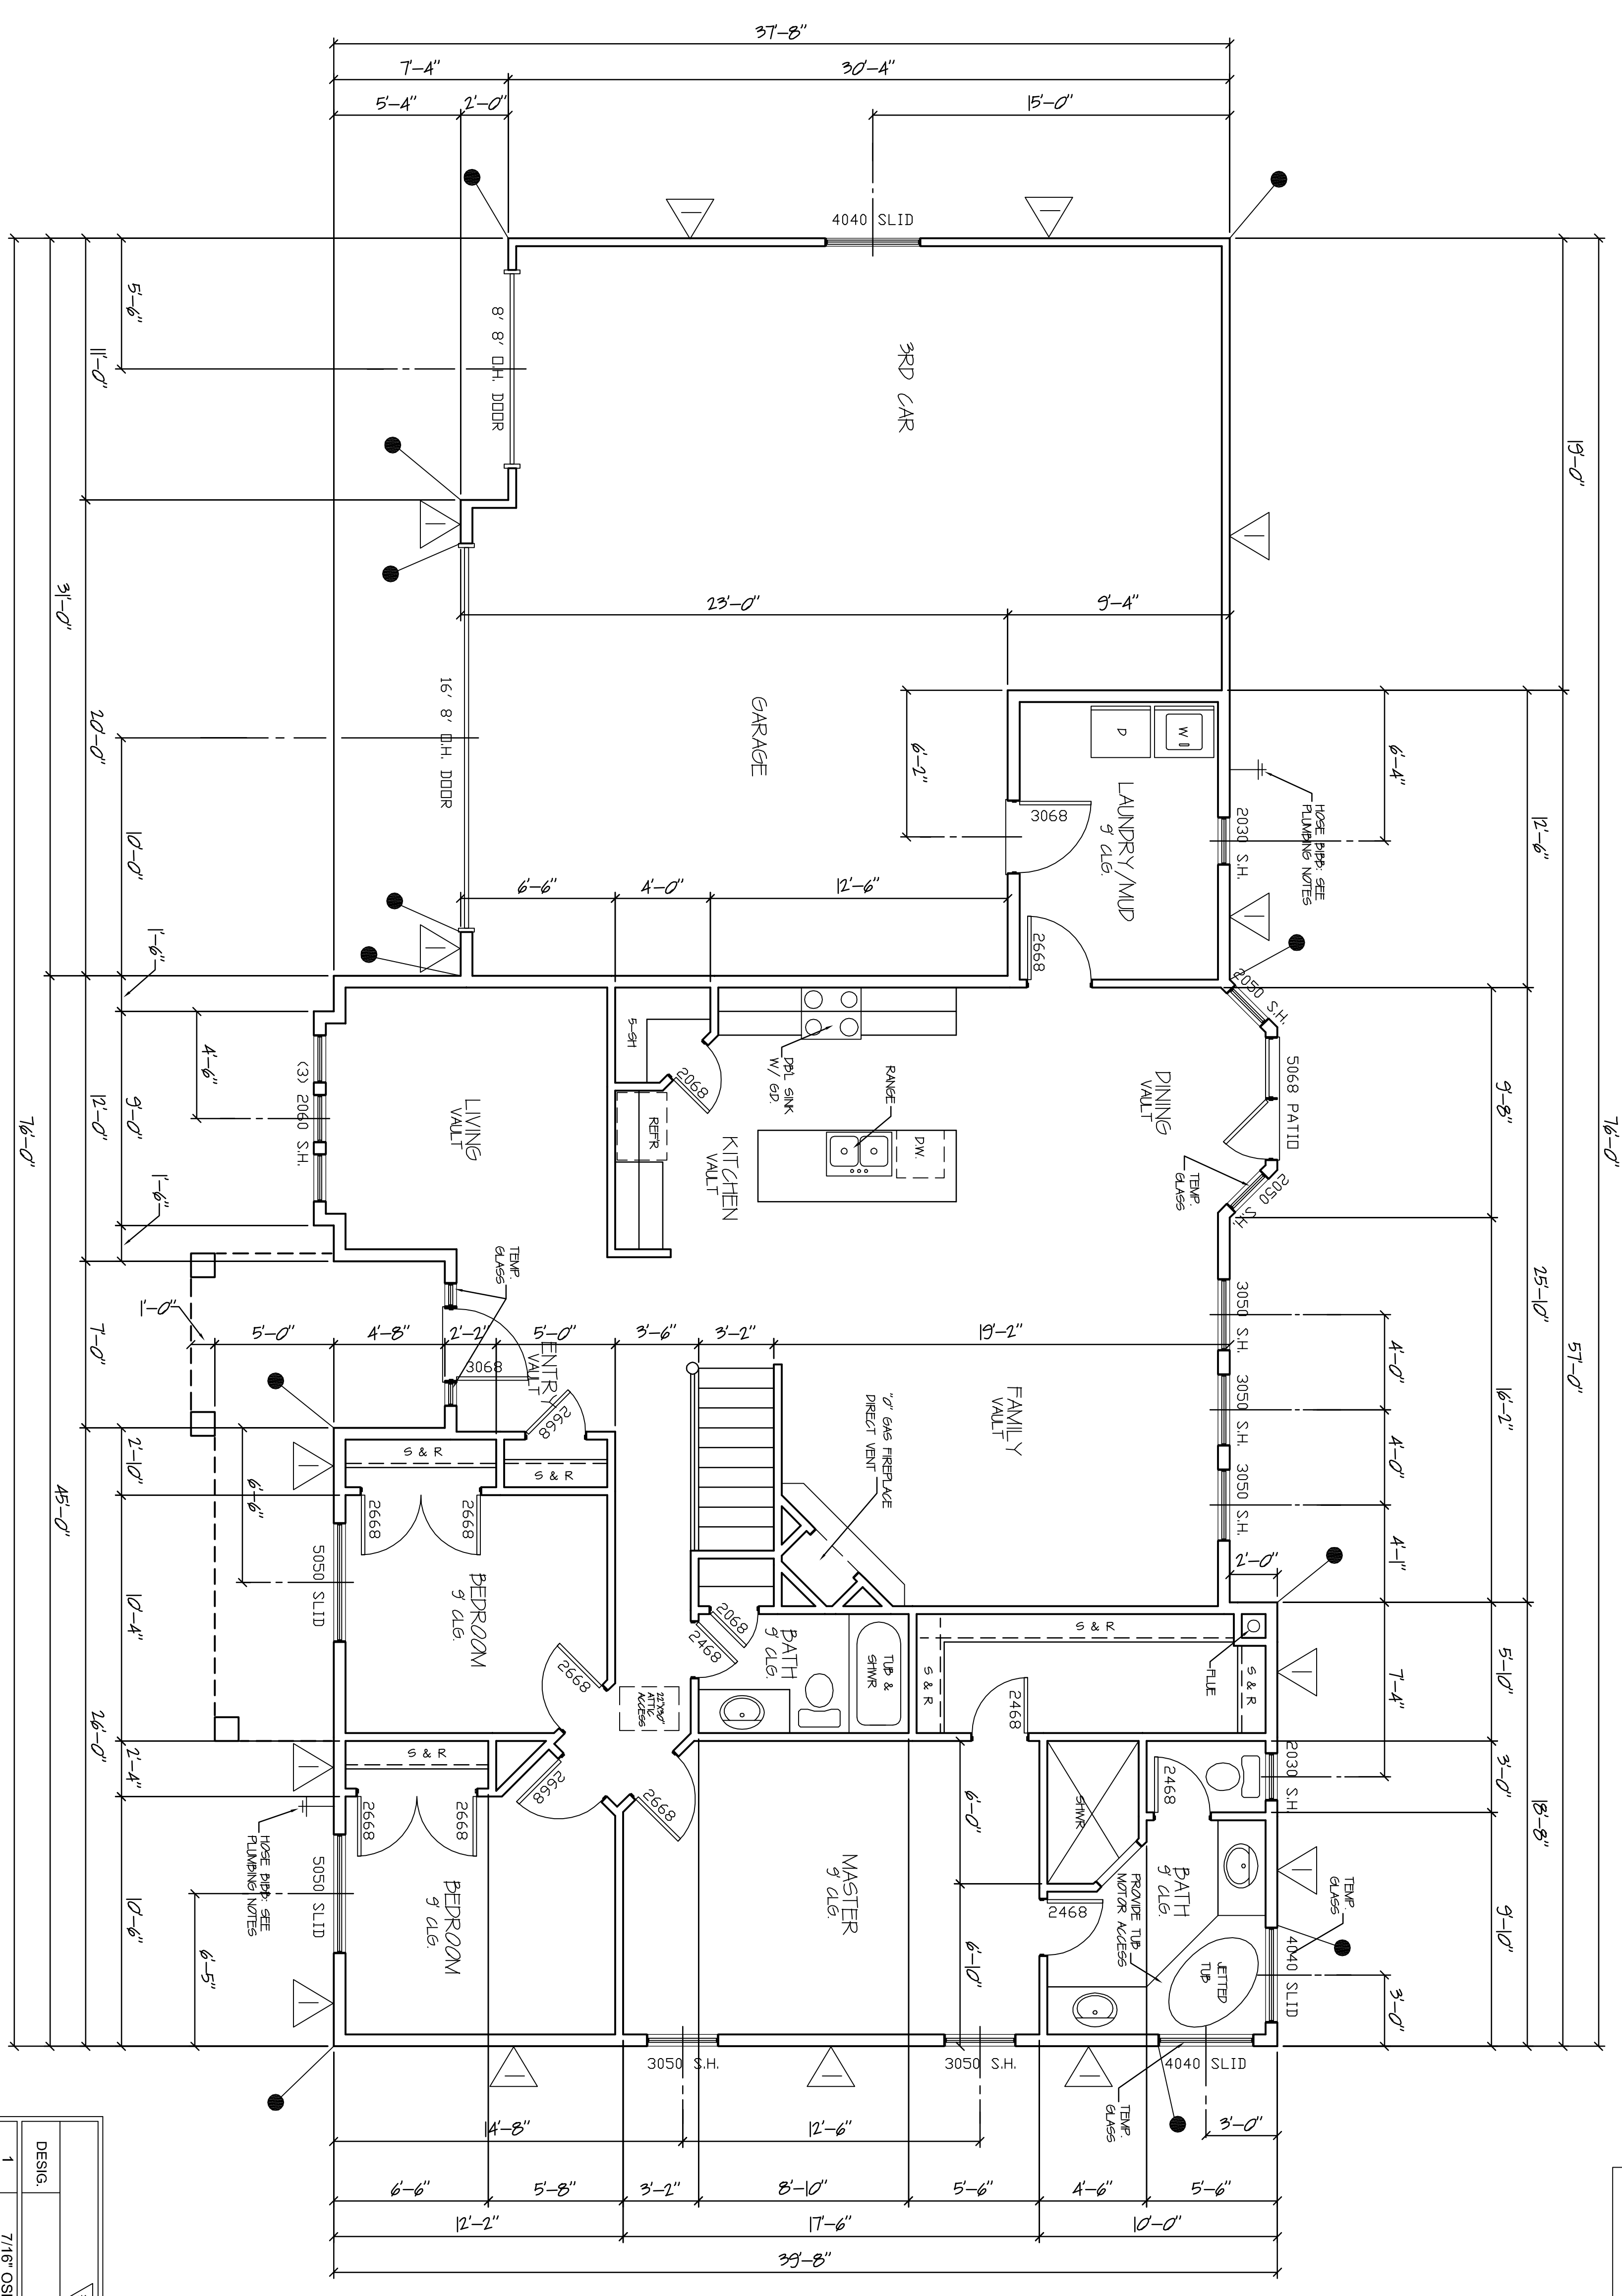 37'-8"
7'-4"
30'-4"
5'-4"
2'-0"
15'-0"
4040 SLID
5'-6"
11'-0"
8' 8' O.H. DOOR
3RD CAR
19'-0"
31'-0"
23'-0"
9'-4"
20'-0"
10'-0"
16' 8' O.H. DOOR
GARAGE
6'-2"
6'-4"
12'-6"
W
D
3068
LAUNDRY/MUD
9' CLG.
2030 S.H.
HOSE BIBB: SEE
PLUMBING NOTES
6'-6"
4'-0"
12'-6"
2668
1'-6"
2050 S.H.
5068 PATIO
2050 S.H.
TEMP.
GLASS
DINING
VAULT
9'-8"
76'-0"
57'-0"
25'-10"
5-SH
2068
DB'L SINK
W/ G.D.
RANGE
D.W.
REF'R
KITCHEN
VAULT
LIVING
VAULT
(3) 2060 S.H.
4'-6"
9'-0"
12'-0"
76'-0"
1'-6"
TEMP.
GLASS
1'-0"
5'-0"
4'-8"
2'-2"
5'-0"
3'-6"
3'-2"
19'-2"
7'-0"
3068
ENTRY
VAULT
2668
3050 S.H.
3050 S.H.
3050 S.H.
4'-0"
4'-0"
4'-1"
16'-2"
FAMILY
VAULT
"0" GAS FIREPLACE
DIRECT VENT
2'-0"
S & R
S & R
2'-10"
6'-6"
45'-0"
2668
2668
5050 SLID
BEDROOM
9' CLG.
10'-4"
26'-0"
2668
2068
2468
BATH
9' CLG.
TUB &
SHWR
22"X30"
ATTIC
ACCESS
S & R
S & R
S & R
FLUE
2468
5'-10"
7'-4"
3'-0"
18'-8"
2'-4"
S & R
2668
2668
2668
2668
5050 SLID
BEDROOM
9' CLG.
HOSE BIBB: SEE
PLUMBING NOTES
10'-6"
6'-5"
MASTER
9' CLG.
6'-0"
6'-10"
SHWR
2468
2030 S.H.
BATH
9' CLG.
PROVIDE TUB
MOTOR ACCESS
2468
JETTED
TUB
4040 SLID
TEMP.
GLASS
9'-10"
3'-0"
3050 S.H.
3050 S.H.
4040 SLID
TEMP.
GLASS
14'-8"
12'-6"
3'-0"
6'-6"
5'-8"
3'-2"
8'-10"
5'-6"
4'-6"
5'-6"
12'-2"
17'-6"
10'-0"
39'-8"
DESIG.
1
7/16" OSB